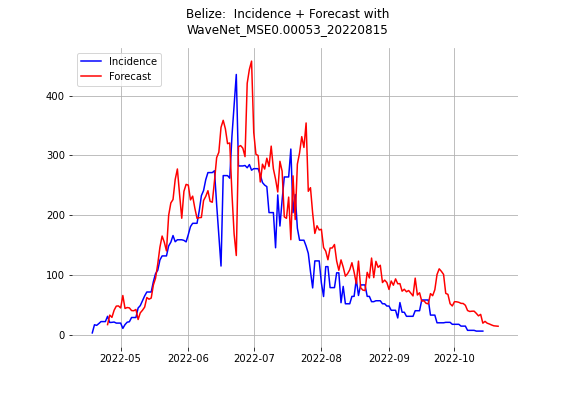 Belize:  Incidence + Forecast with
WaveNet_MSE0.00053_20220815
Incidence
Forecast
400
300
200
100
0
2022-05 2022-06 2022-07 2022-08 2022-09 2022-10